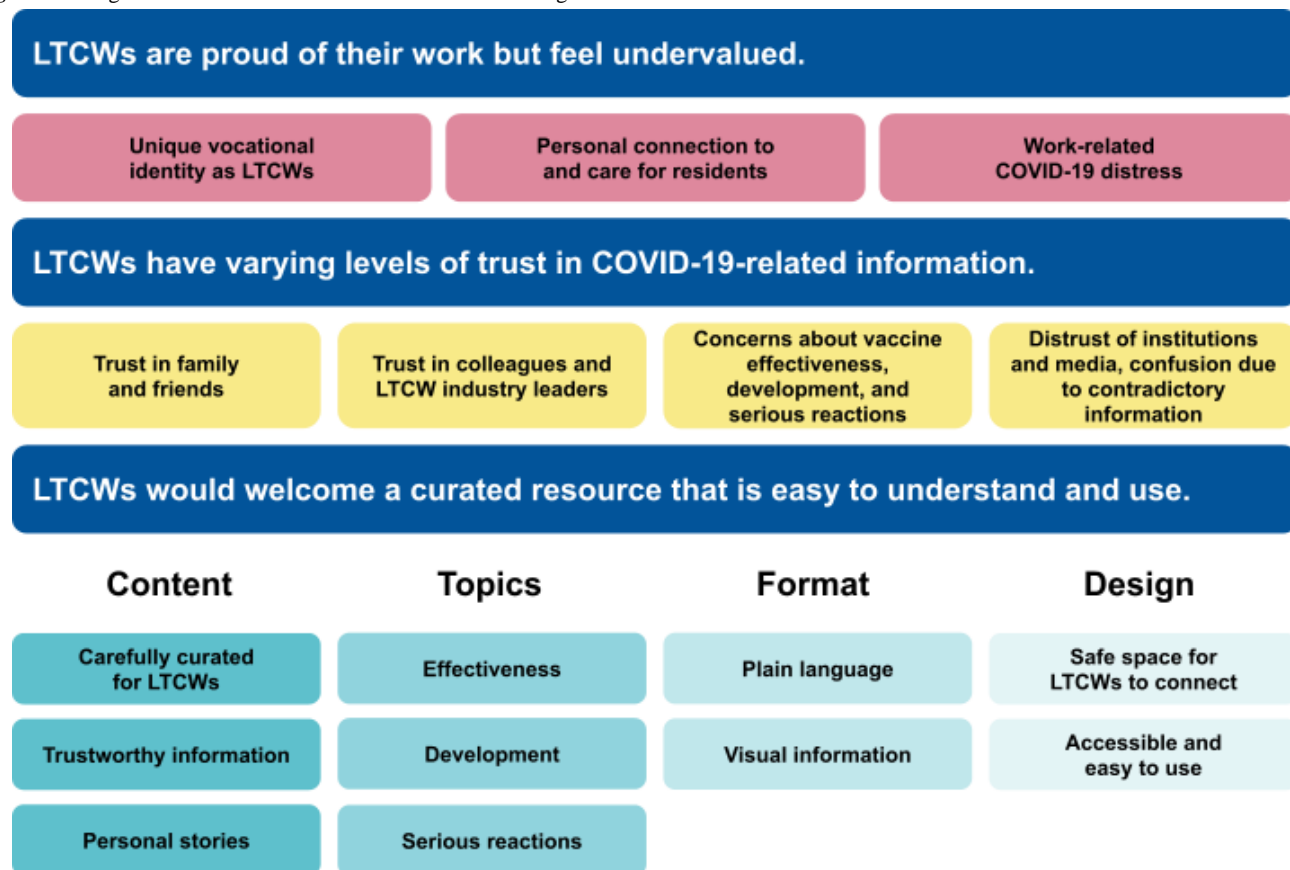 LTCWs are proud of their work but feel undervalued.
Unique vocational
identity as LTCWs
Personal connection to
and care for residents
Work-related
COVID-19 distress
LTCWs have varying levels of trust in COVID-19-related information.
Trust in family
and friends
Trust in colleagues and
LTCW industry leaders
Concerns about vaccine
effectiveness,
development, and
serious reactions
Distrust of institutions
and media, confusion due
to contradictory
information
LTCWs would welcome a curated resource that is easy to understand and use.
Content
Topics
Format
Design
Carefully curated
for LTCWs
Effectiveness
Plain language
Safe space for
LTCWs to connect
Trustworthy information
Development
Visual information
Accessible and
easy to use
Personal stories
Serious reactions